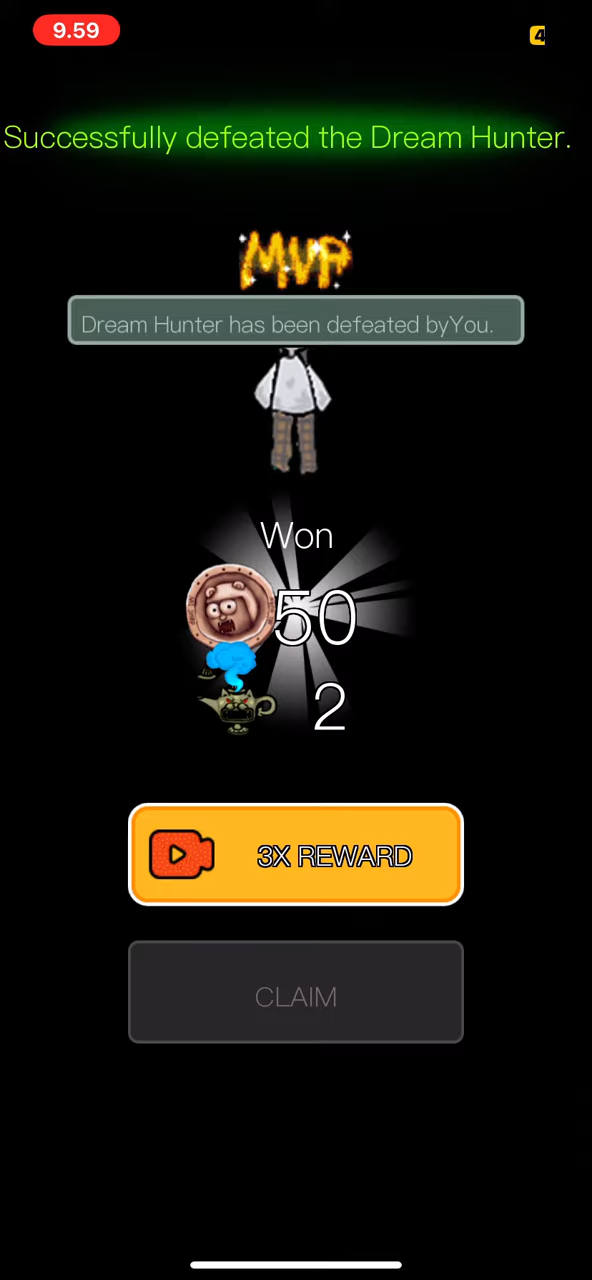 9.59
4
Successfully defeated the Dream Hunter.
MVP
Dream Hunter has been defeated byYou.
Won
50
2
3X REWARD
CLAIM